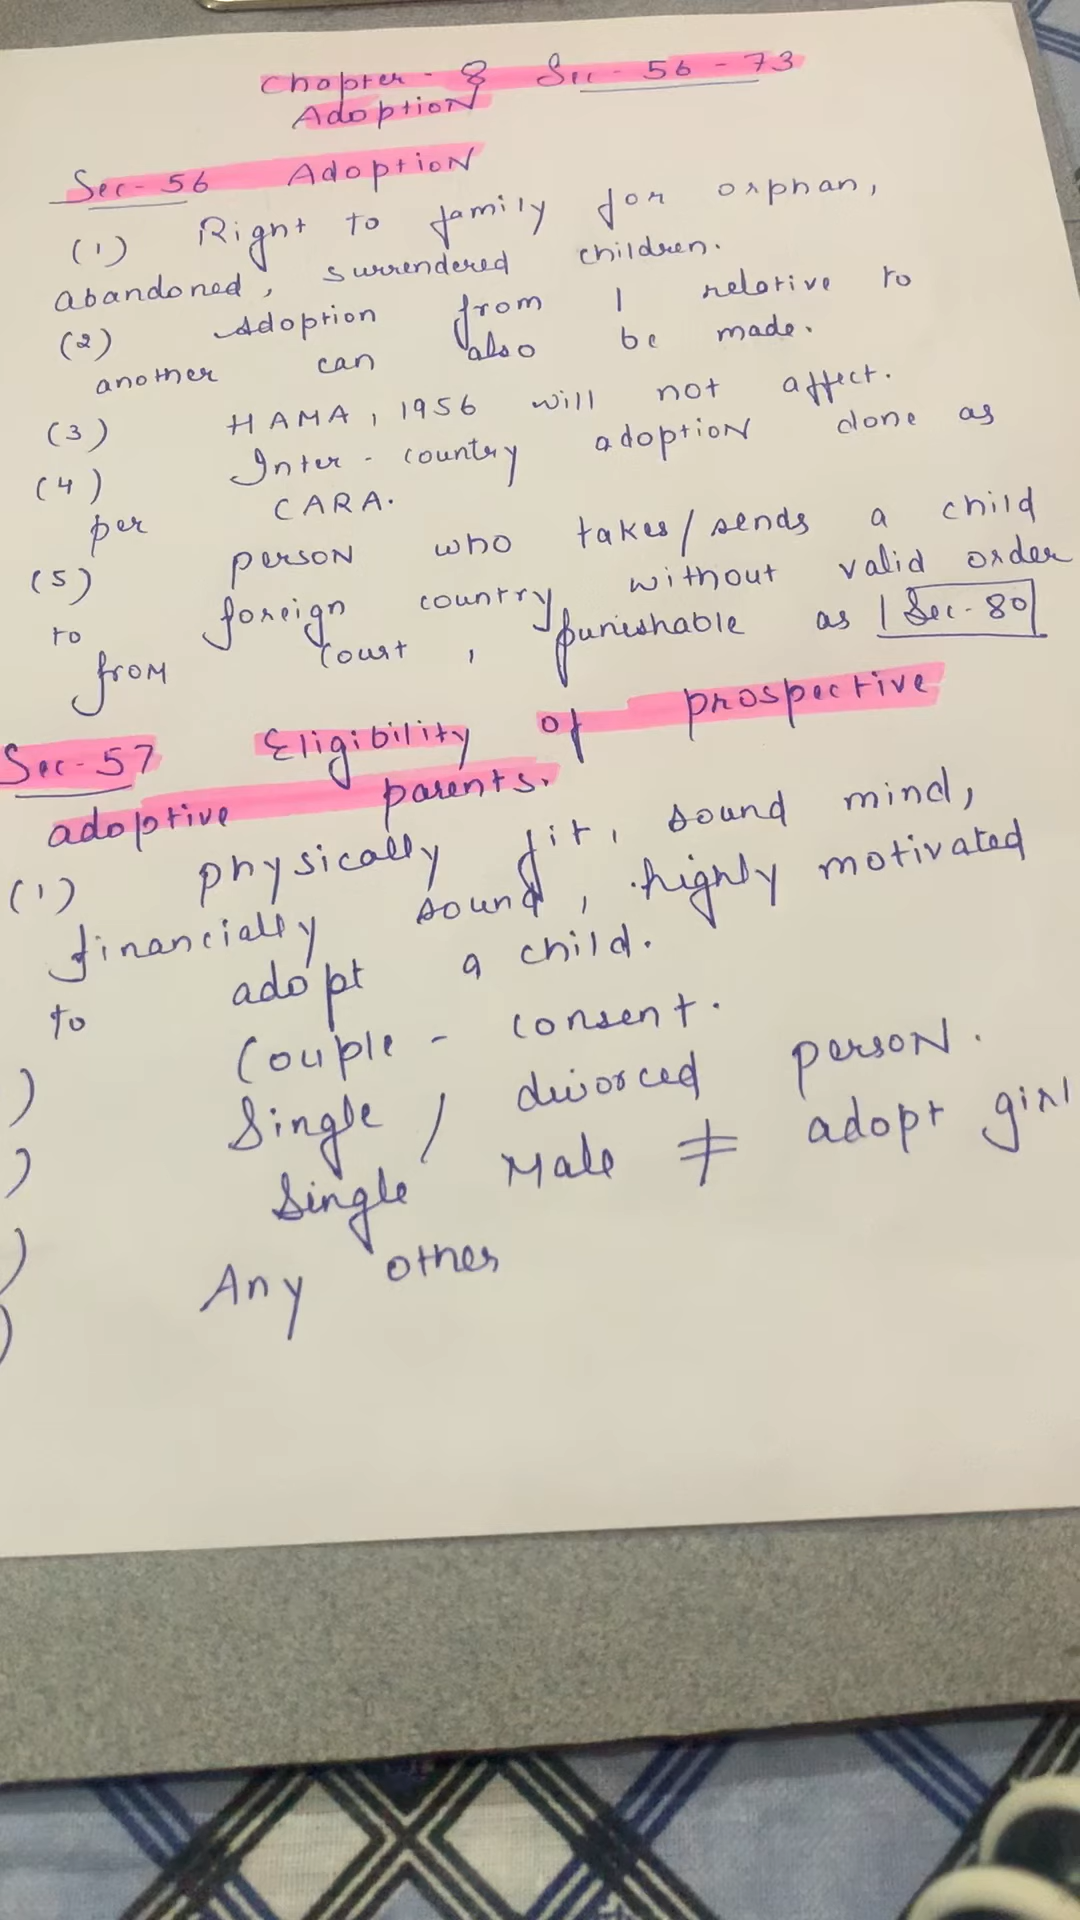 Chapter - 8 Sec - 56 - 73
Adoption
Sec - 56 Adoption
(1) Right to family for orphan,
abandoned, surrendered children.
(2) Adoption from 1 relative to
another can also be made.
(3) HAMA, 1956 will not affect.
(4) Inter - country adoption done as
per CARA.
(5) person who takes/sends a child
to foreign country without valid order
from court, punishable as Sec - 80
Sec - 57 Eligibility of prospective
adoptive parents.
(1) physically fit, sound mind,
financially sound, highly motivated
to adopt a child.
) Couple - consent.
) Single / divorced person.
) Single Male ≠ adopt girl
) Any other